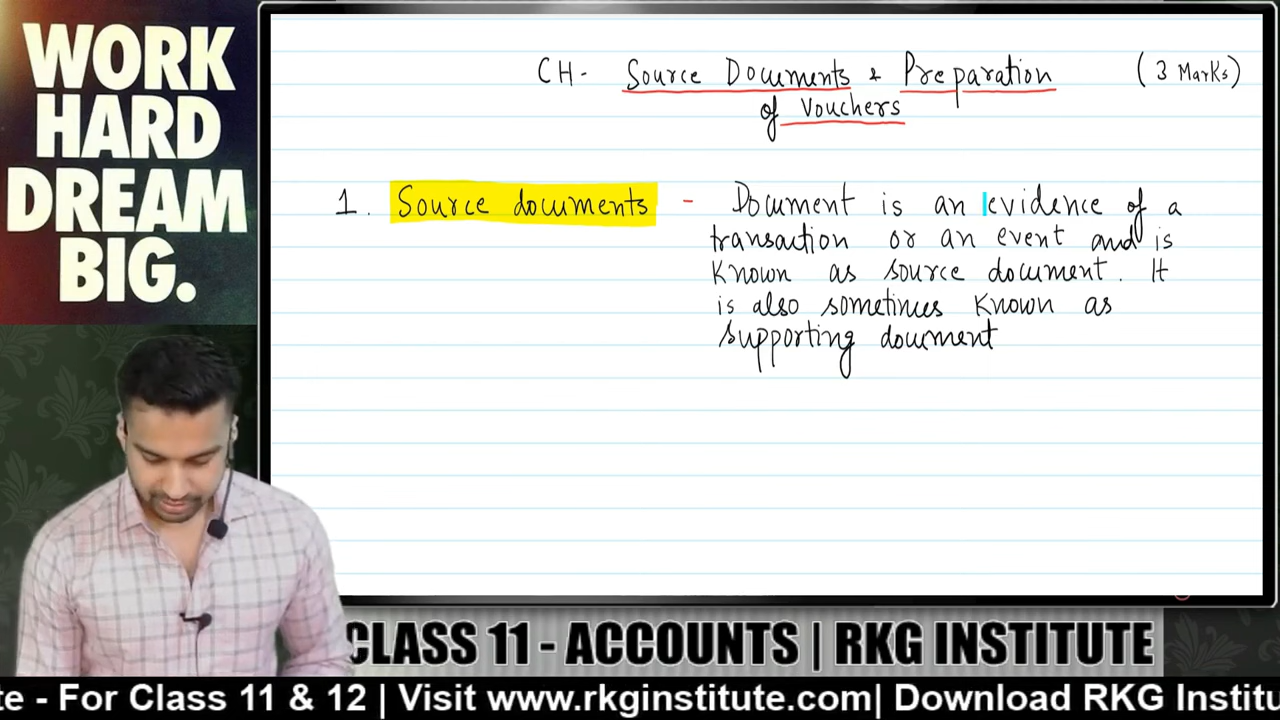 WORK
HARD
DREAM
BIG.
CH- Source Documents & Preparation (3 Marks)
of Vouchers
1. Source documents - Document is an evidence of a
transaction or an event and is
known as source document. It
is also sometimes known as
supporting document
CLASS 11 - ACCOUNTS | RKG INSTITUTE
te - For Class 11 & 12 | Visit www.rkginstitute.com| Download RKG Institu